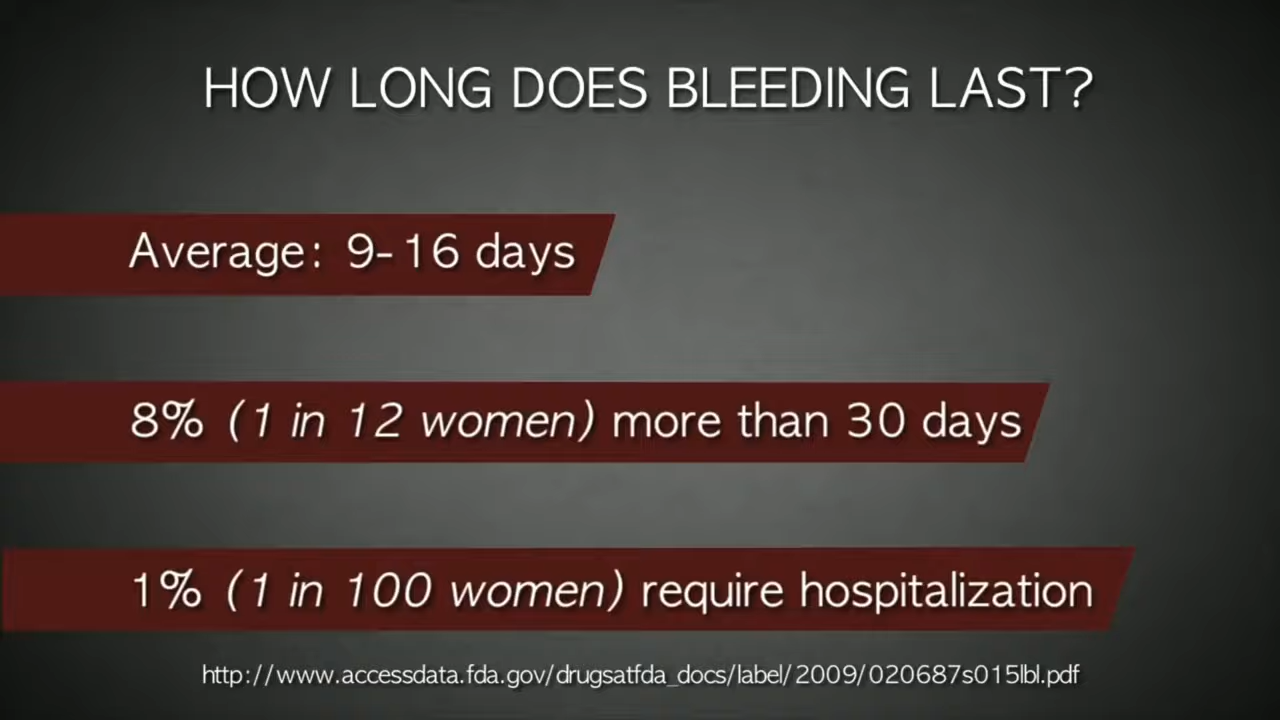 HOW LONG DOES BLEEDING LAST?
Average: 9-16 days
8% (1 in 12 women) more than 30 days
1% (1 in 100 women) require hospitalization
http://www.accessdata.fda.gov/drugsatfda_docs/label/2009/020687s015lbl.pdf